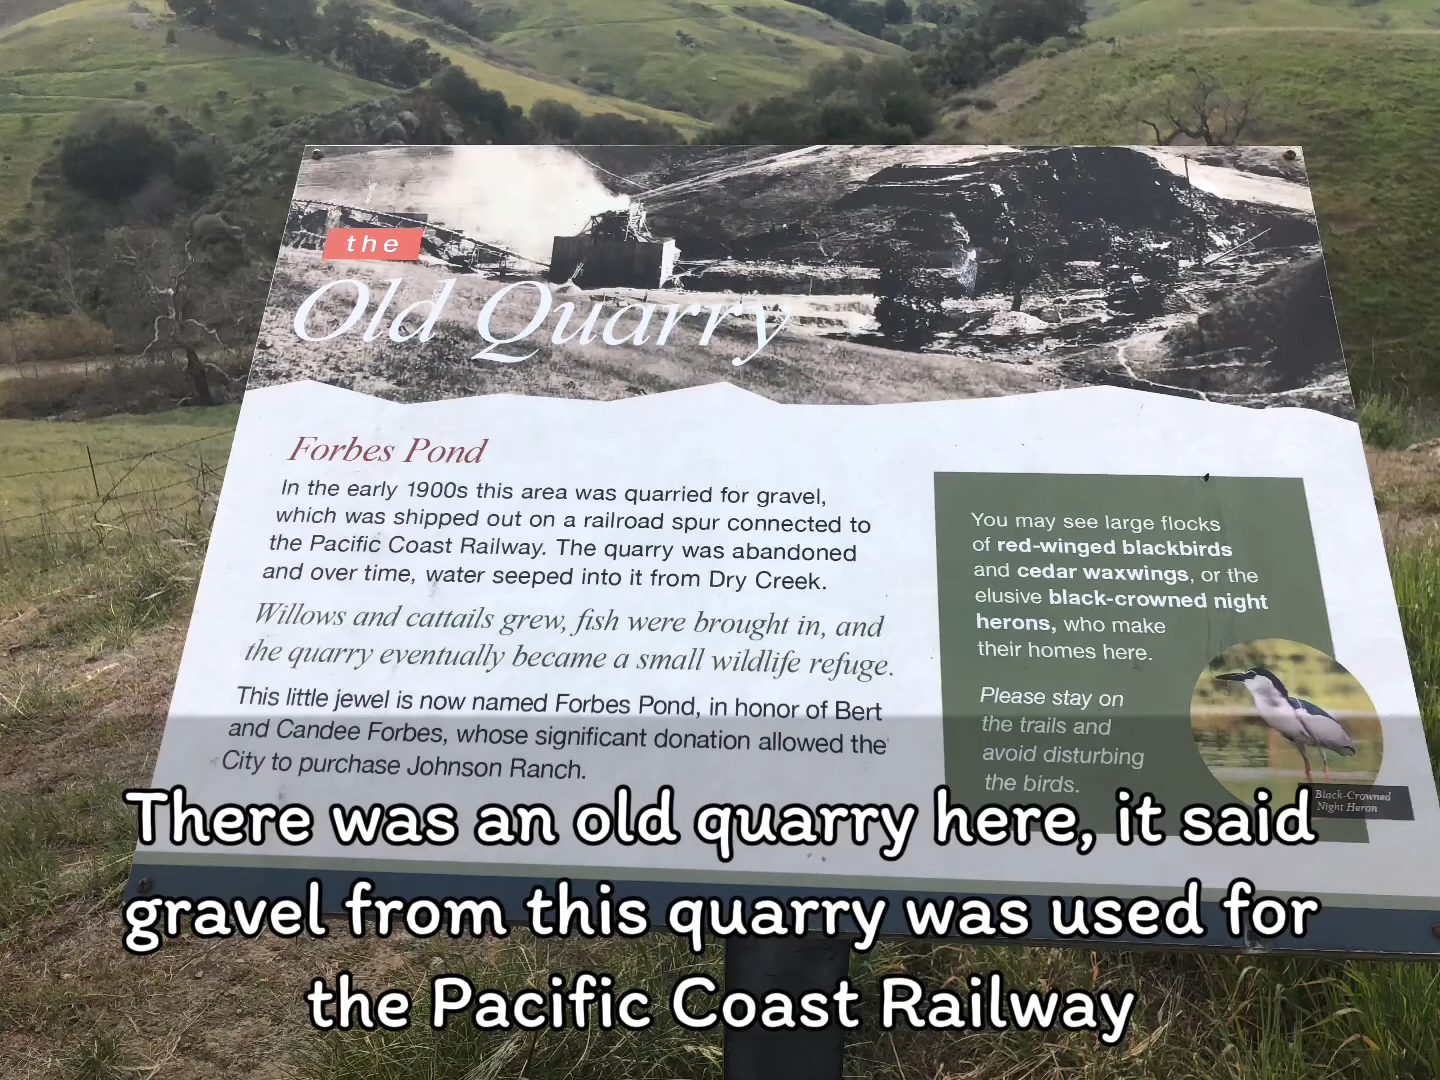 the
Old Quarry
Forbes Pond
In the early 1900s this area was quarried for gravel,
which was shipped out on a railroad spur connected to
the Pacific Coast Railway. The quarry was abandoned
and over time, water seeped into it from Dry Creek.
Willows and cattails grew, fish were brought in, and
the quarry eventually became a small wildlife refuge.
This little jewel is now named Forbes Pond, in honor of Bert
and Candee Forbes, whose significant donation allowed the
City to purchase Johnson Ranch.
You may see large flocks
of red-winged blackbirds
and cedar waxwings, or the
elusive black-crowned night
herons, who make
their homes here.
Please stay on
the trails and
avoid disturbing
the birds.
Black-Crowned
Night Heron
There was an old quarry here, it said
gravel from this quarry was used for
the Pacific Coast Railway